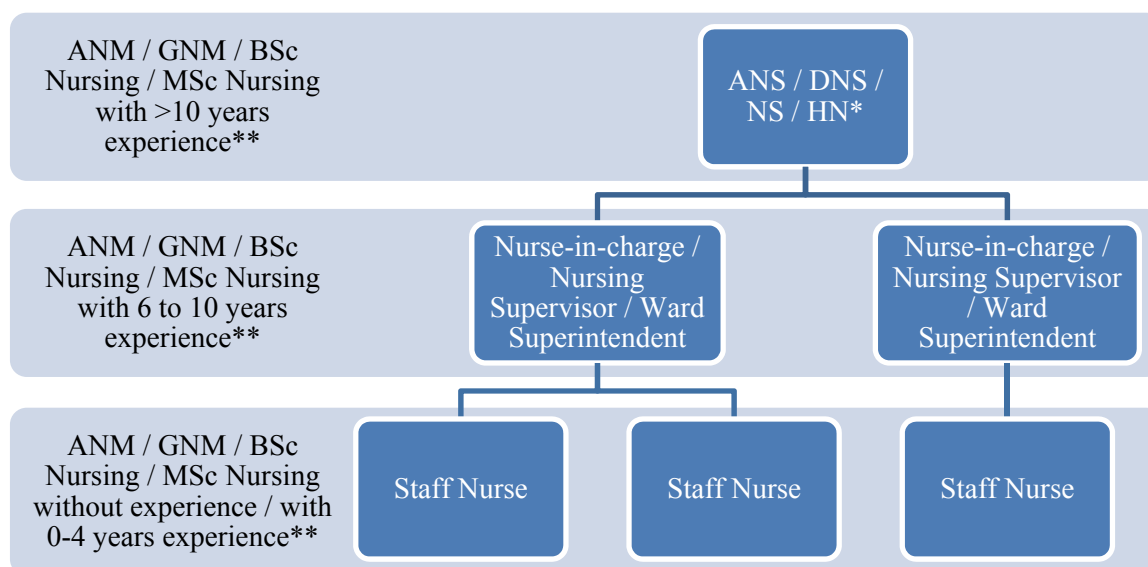 ANM / GNM / BSc
Nursing / MSc Nursing
with >10 years
experience**
ANS / DNS /
NS / HN*
ANM / GNM / BSc
Nursing / MSc Nursing
with 6 to 10 years
experience**
Nurse-in-charge /
Nursing
Supervisor / Ward
Superintendent
Nurse-in-charge /
Nursing Supervisor
/ Ward
Superintendent
ANM / GNM / BSc
Nursing / MSc Nursing
without experience / with
0-4 years experience**
Staff Nurse
Staff Nurse
Staff Nurse